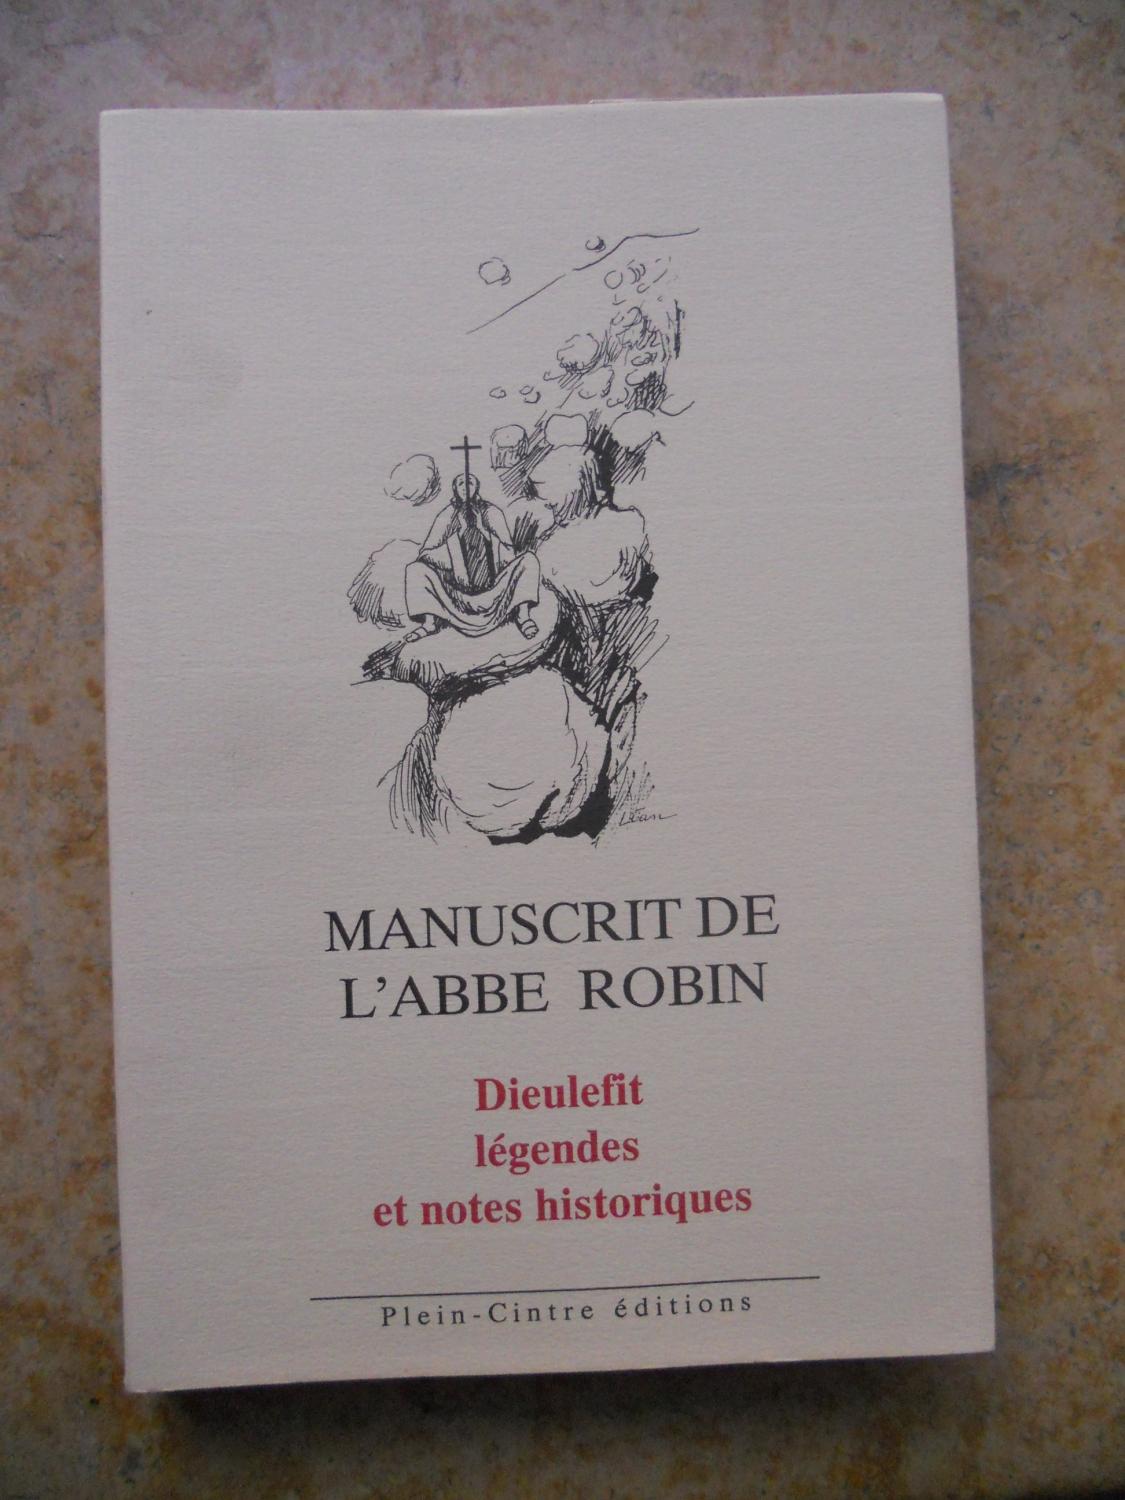 MANUSCRIT DE
L'ABBE ROBIN
Dieulefit
légendes
et notes historiques
Plein-Cintre éditions